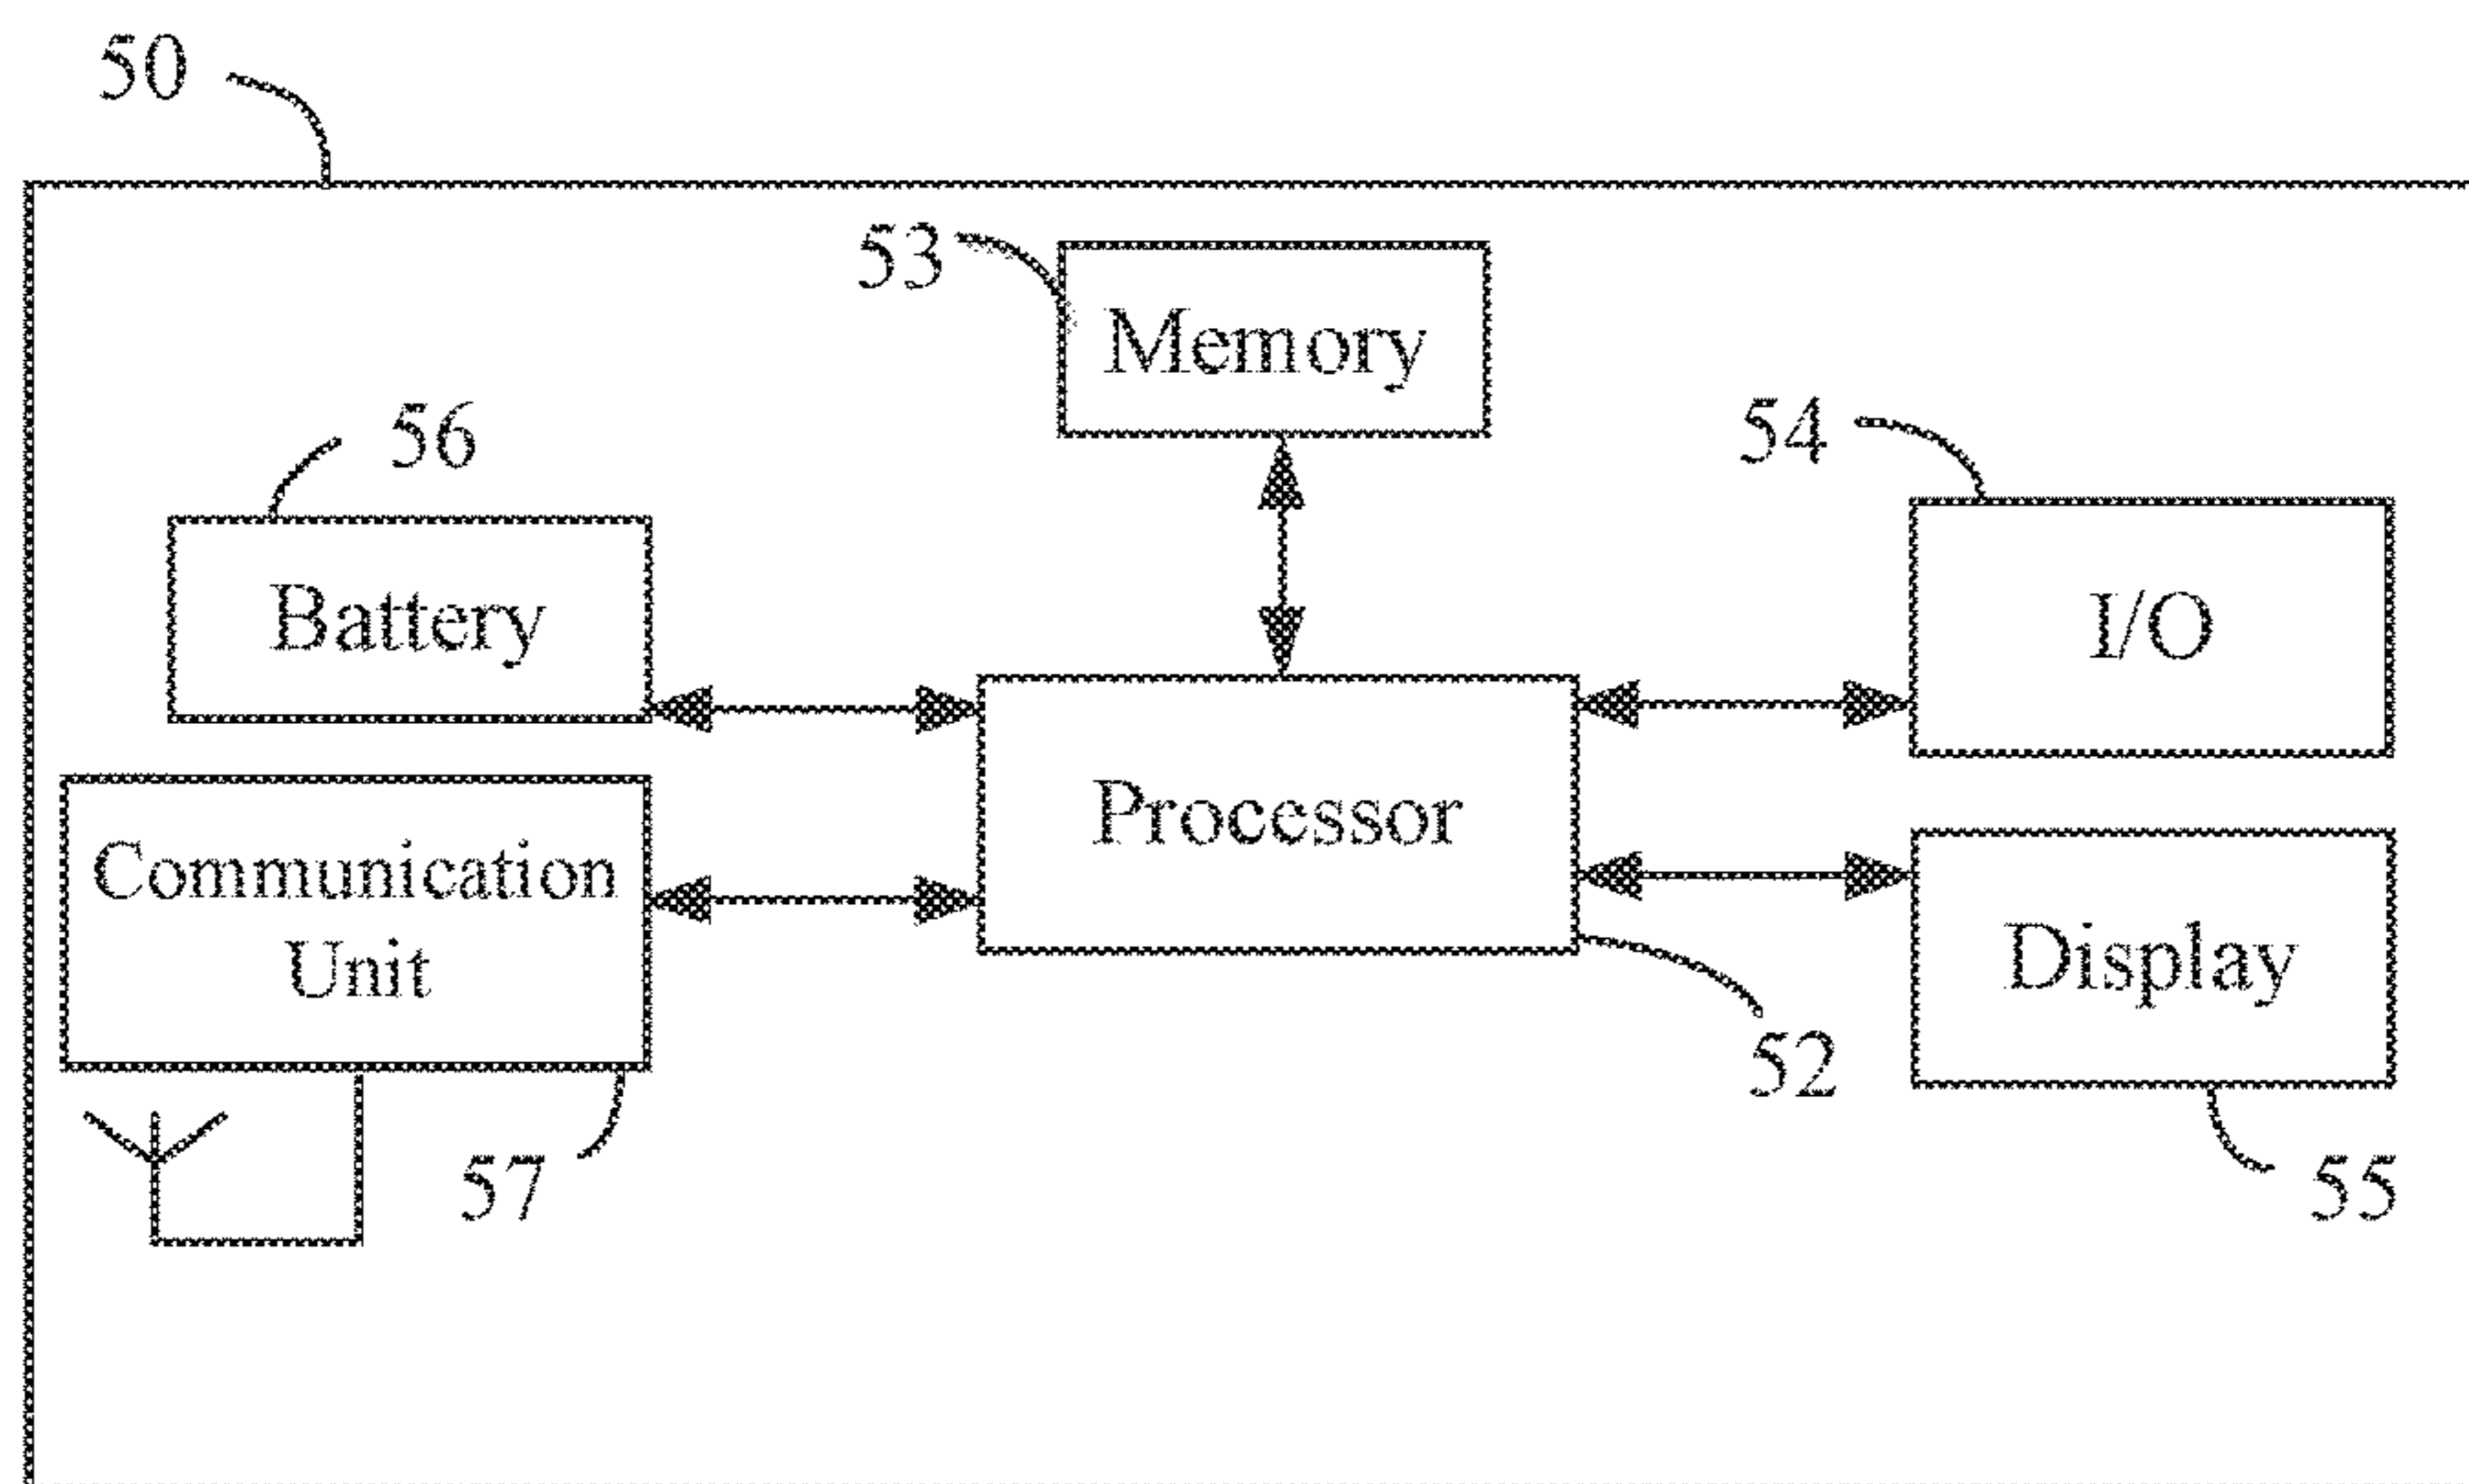 50
53
Memory
56
54
Battery
I/O
Processor
Communication
Unit
Display
52
57
55